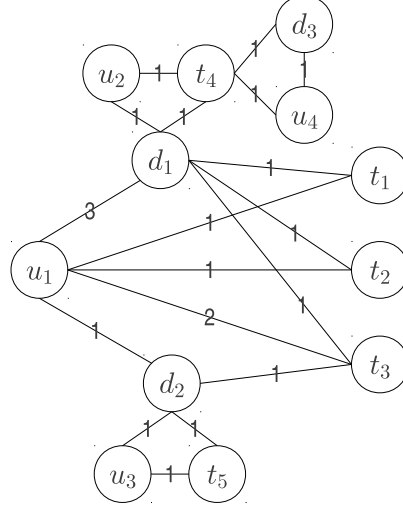 d₃
1
u₂ 1 t₄ 1
1
1 1 u₄
d₁
1 t₁
3
1 1
u₁ 1 t₂
2 1
1
1 t₃
d₂
1 1
u₃ 1 t₅